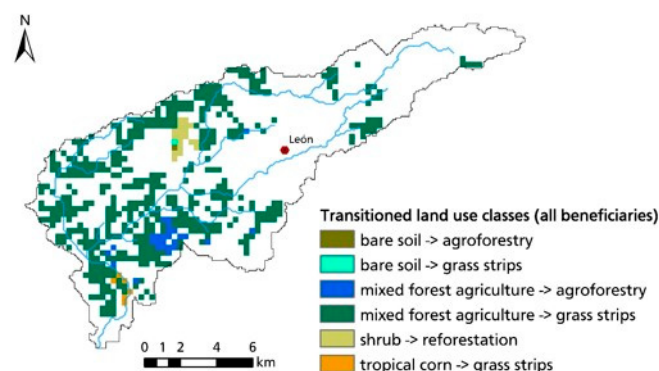 N
León
Transitioned land use classes (all beneficiaries)
bare soil -> agroforestry
bare soil -> grass strips
mixed forest agriculture -> agroforestry
mixed forest agriculture -> grass strips
shrub -> reforestation
tropical corn -> grass strips
0 1 2 4 6
km